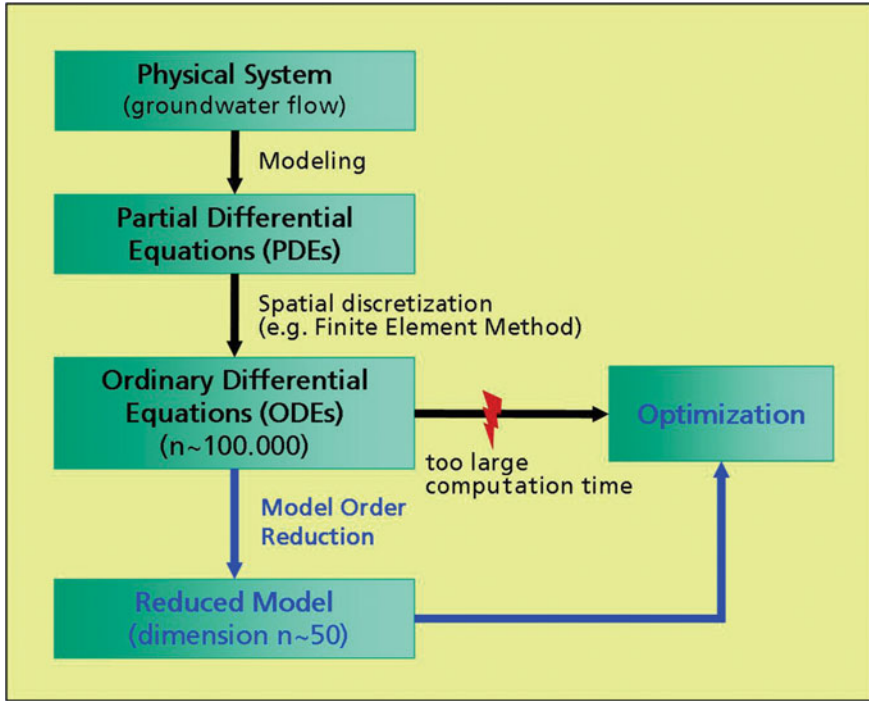 Physical System
(groundwater flow)
Modeling
Partial Differential
Equations (PDEs)
Spatial discretization
(e.g. Finite Element Method)
Ordinary Differential
Equations (ODEs)
(n~100.000)
too large
computation time
Optimization
Model Order
Reduction
Reduced Model
(dimension n~50)